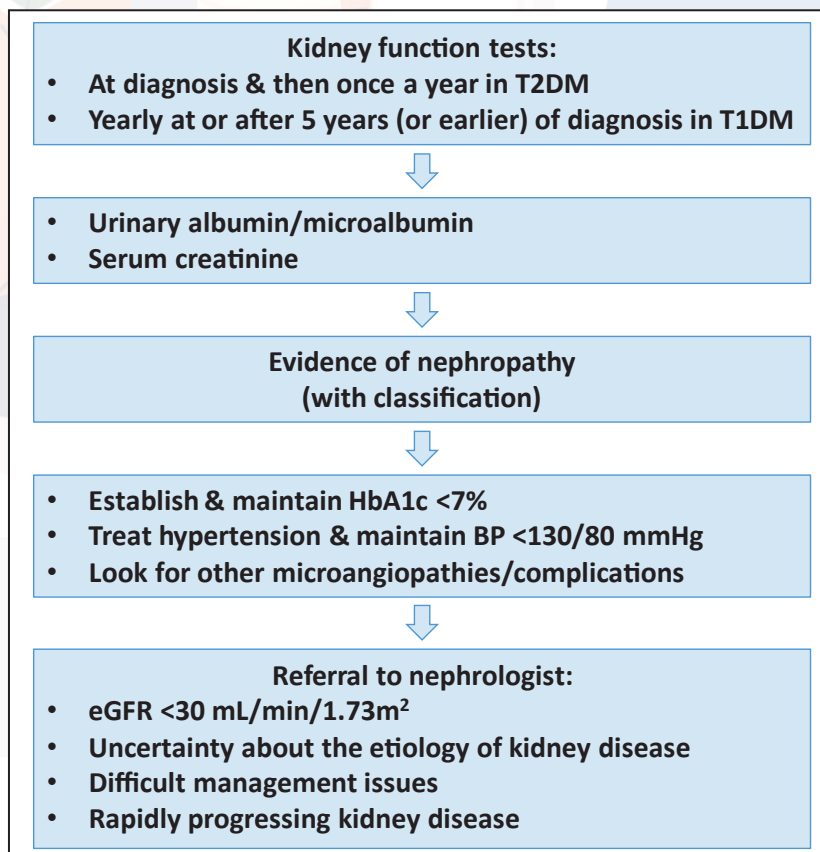 Kidney function tests:
• At diagnosis & then once a year in T2DM
• Yearly at or after 5 years (or earlier) of diagnosis in T1DM
• Urinary albumin/microalbumin
• Serum creatinine
Evidence of nephropathy
(with classification)
• Establish & maintain HbA1c <7%
• Treat hypertension & maintain BP <130/80 mmHg
• Look for other microangiopathies/complications
Referral to nephrologist:
• eGFR <30 mL/min/1.73m²
• Uncertainty about the etiology of kidney disease
• Difficult management issues
• Rapidly progressing kidney disease